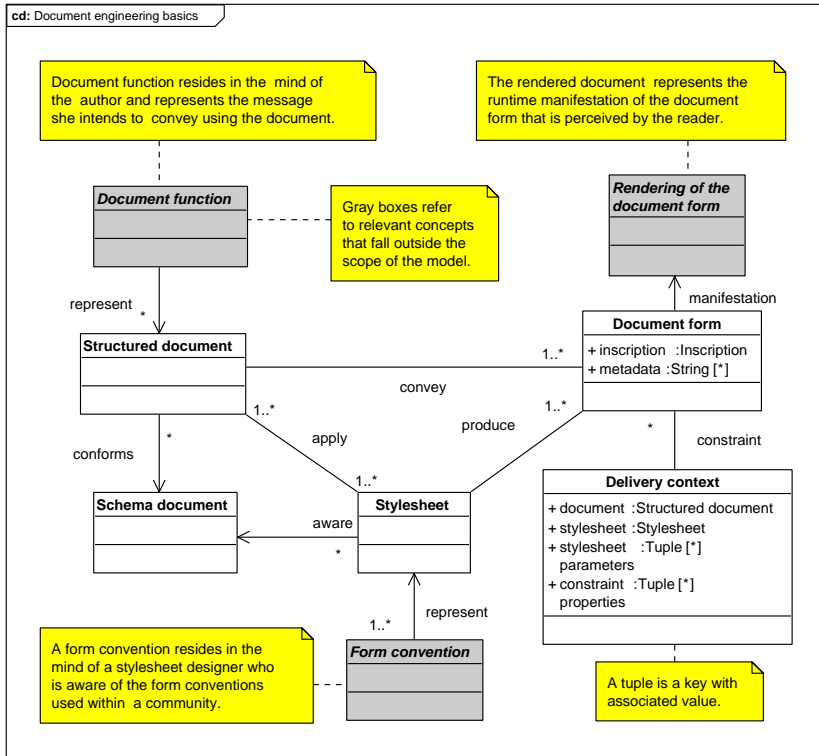 cd: Document engineering basics
Document function resides in the mind of
the author and represents the message
she intends to convey using the document.
The rendered document represents the
runtime manifestation of the document
form that is perceived by the reader.
Document function
Gray boxes refer
to relevant concepts
that fall outside the
scope of the model.
Rendering of the
document form
represent
*
manifestation
Structured document
Document form
+ inscription :Inscription
+ metadata :String [*]
1..*
convey
1..*
apply
produce
1..*
*
conforms
*
constraint
1..*
Schema document
Stylesheet
aware
*
Delivery context
+ document :Structured document
+ stylesheet :Stylesheet
+ stylesheet :Tuple [*]
parameters
+ constraint :Tuple [*]
properties
represent
1..*
A form convention resides in the
mind of a stylesheet designer who
is aware of the form conventions
used within a community.
Form convention
A tuple is a key with
associated value.